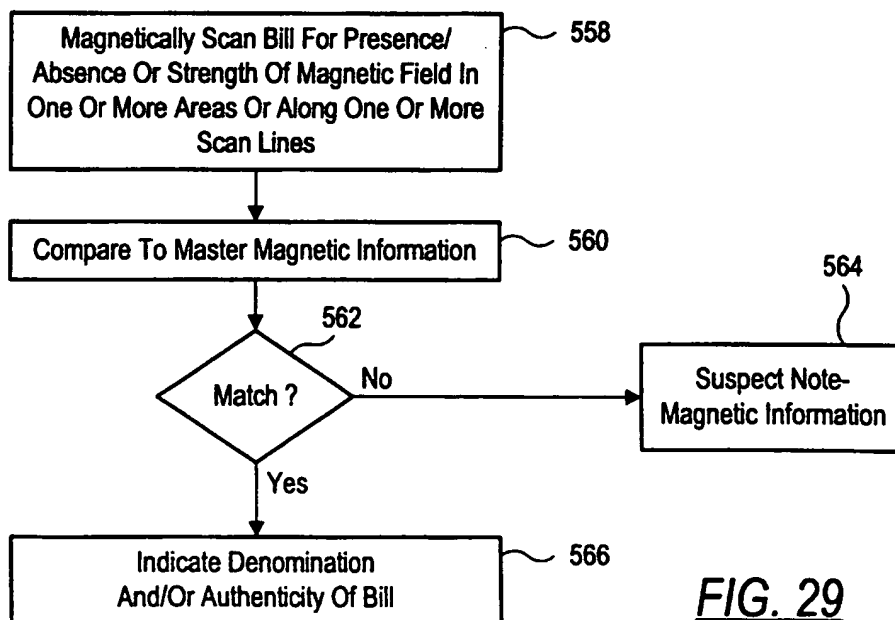 Magnetically Scan Bill For Presence/
Absence Or Strength Of Magnetic Field In
One Or More Areas Or Along One Or More
Scan Lines
558
Compare To Master Magnetic Information
560
562
Match ?
No
564
Suspect Note-
Magnetic Information
Yes
Indicate Denomination
And/Or Authenticity Of Bill
566
FIG. 29